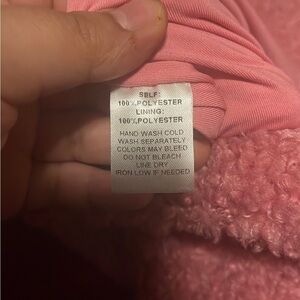 SELF:
100%POLYESTER
LINING:
100%POLYESTER
HAND WASH COLD
WASH SEPARATELY
COLORS MAY BLEED
DO NOT BLEACH
LINE DRY
IRON LOW IF NEEDED